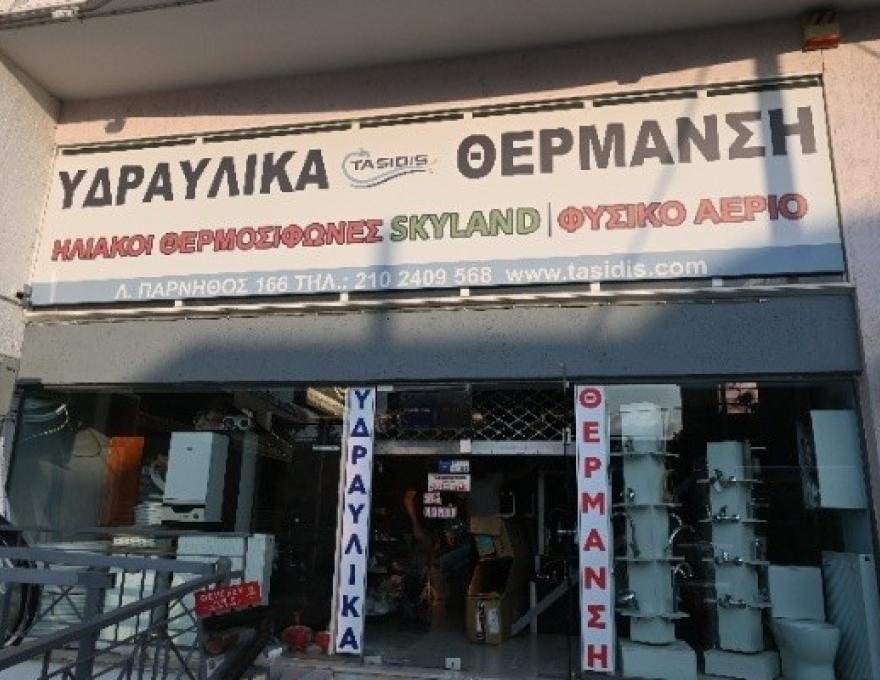 ΥΔΡΑΥΛΙΚΑ TASIDIS ΘΕΡΜΑΝΣΗ
ΗΛΙΑΚΟΙ ΘΕΡΜΟΣΙΦΩΝΕΣ SKYLAND | ΦΥΣΙΚΟ ΑΕΡΙΟ
Λ. ΠΑΡΝΗΘΟΣ 166 ΤΗΛ.: 210 2409 568 www.tasidis.com
ΥΔΡΑΥΛΙΚΑ
ΘΕΡΜΑΝΣΗ